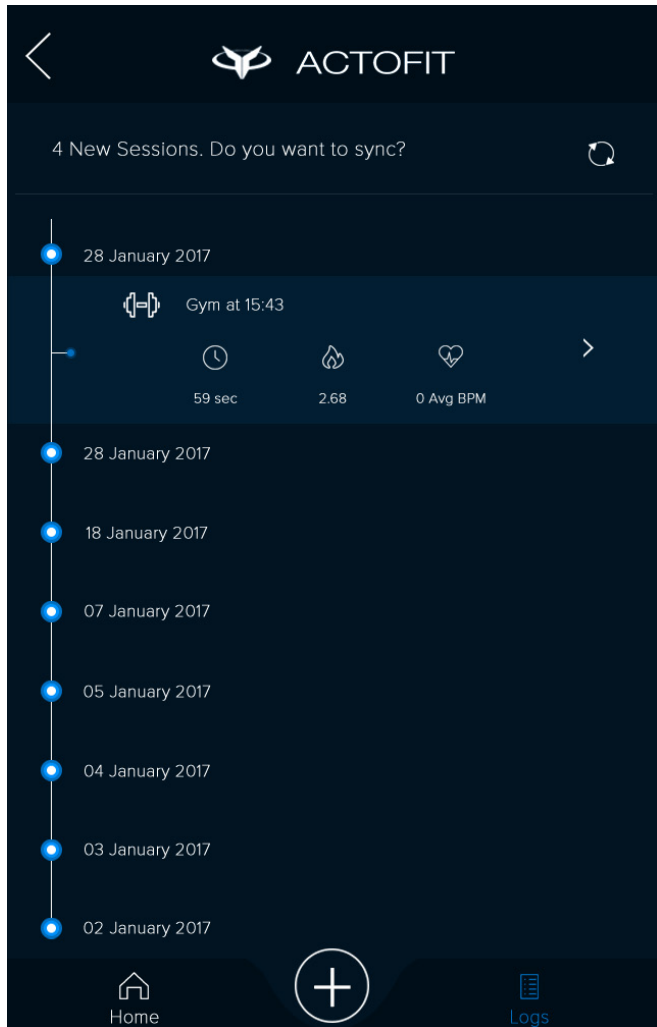 ACTOFIT
4 New Sessions. Do you want to sync?
28 January 2017
Gym at 15:43
59 sec 2.68 0 Avg BPM
28 January 2017
18 January 2017
07 January 2017
05 January 2017
04 January 2017
03 January 2017
02 January 2017
Home Logs